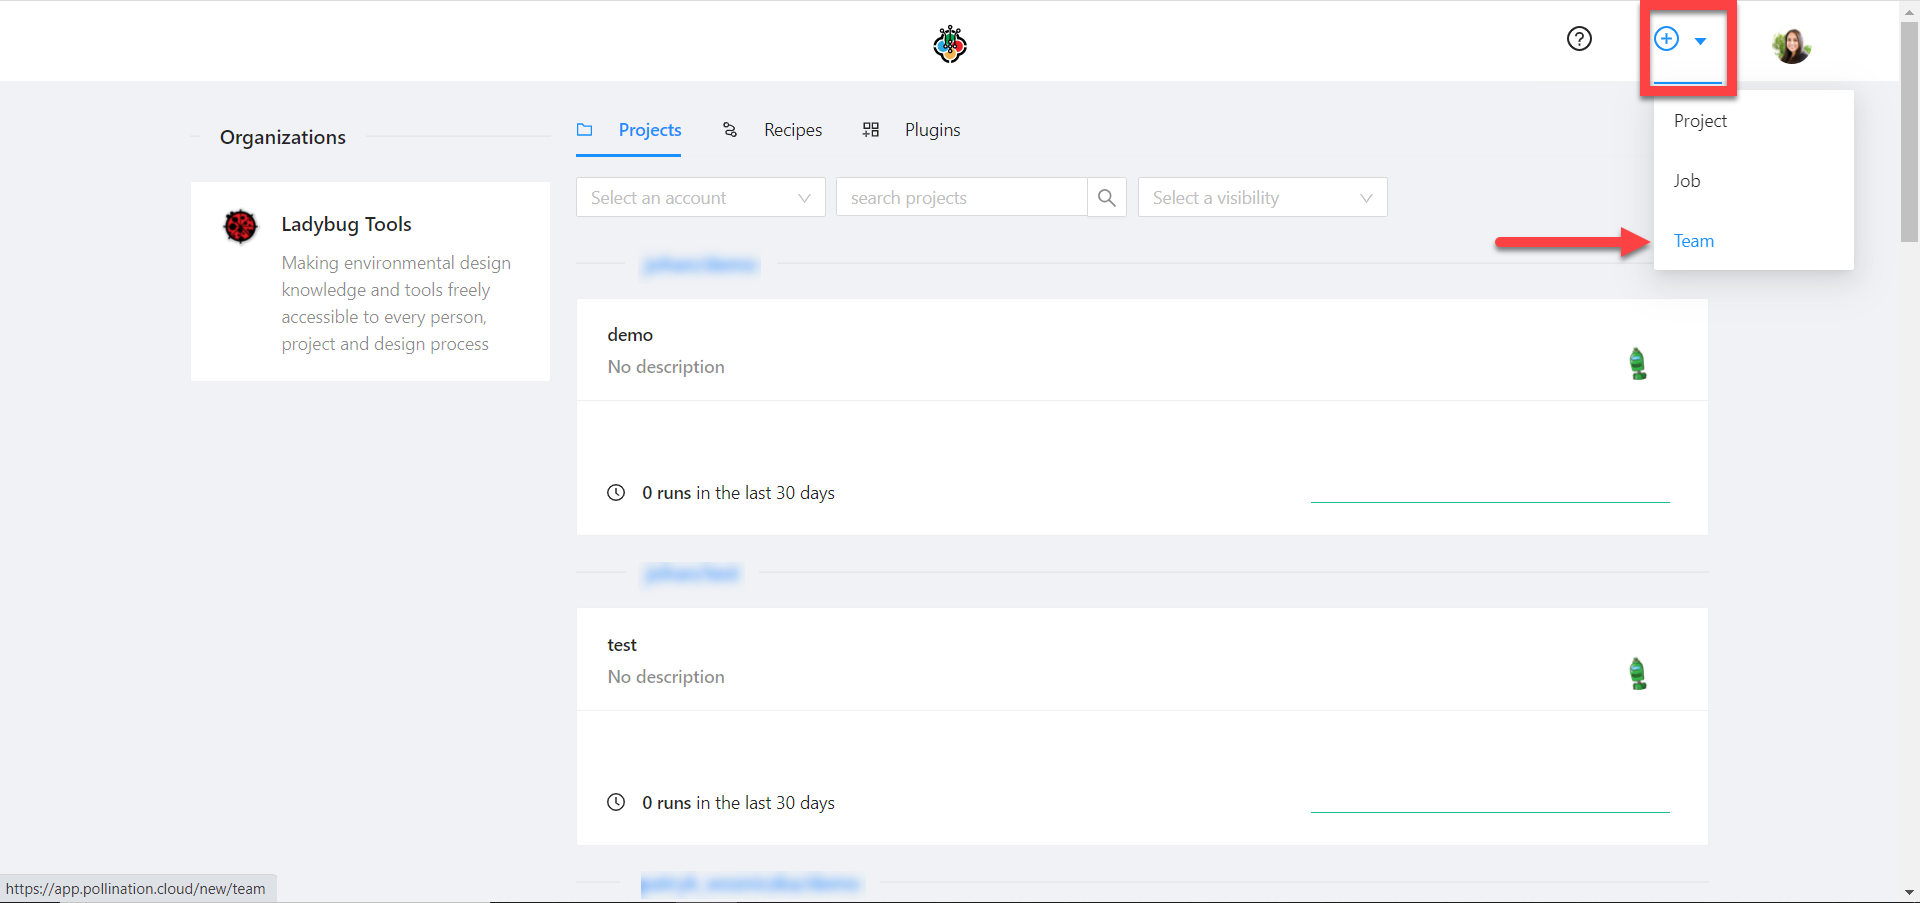 Project
Job
Team
Organizations
Projects
Recipes
Plugins
Select an account
search projects
Select a visibility
Ladybug Tools
Making environmental design
knowledge and tools freely
accessible to every person,
project and design process
demo
No description
0 runs in the last 30 days
test
No description
0 runs in the last 30 days
https://app.pollination.cloud/new/team